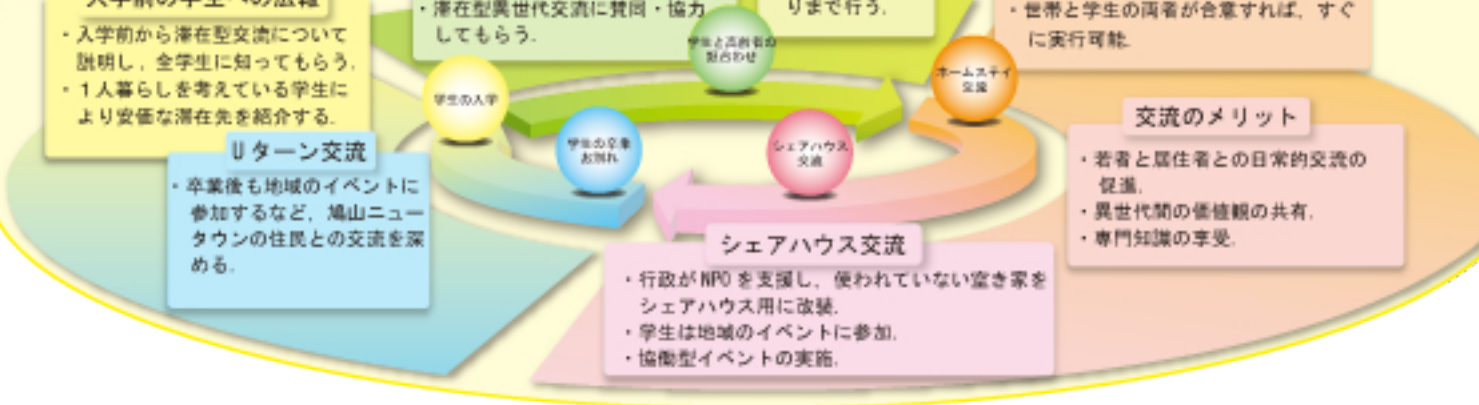 入学前の学生への広報
・入学前から滞在型交流について
説明し，全学生に知ってもらう．
・１人暮らしを考えている学生に
より安価な滞在先を紹介する．
・滞在型異世代交流に賛同・協力
してもらう．
りまで行う．
・世帯と学生の両者が合意すれば，すぐ
に実行可能．
学生の入学
学生と高齢者の
組合わせ
ホームステイ
交流
シェアハウス
交流
学生の卒業
お別れ
Uターン交流
・卒業後も地域のイベントに
参加するなど，鳩山ニュー
タウンの住民との交流を深
める．
シェアハウス交流
・行政がNPOを支援し，使われていない空き家を
シェアハウス用に改装．
・学生は地域のイベントに参加．
・協働型イベントの実施．
交流のメリット
・若者と居住者との日常的交流の
促進．
・異世代間の価値観の共有．
・専門知識の享受．